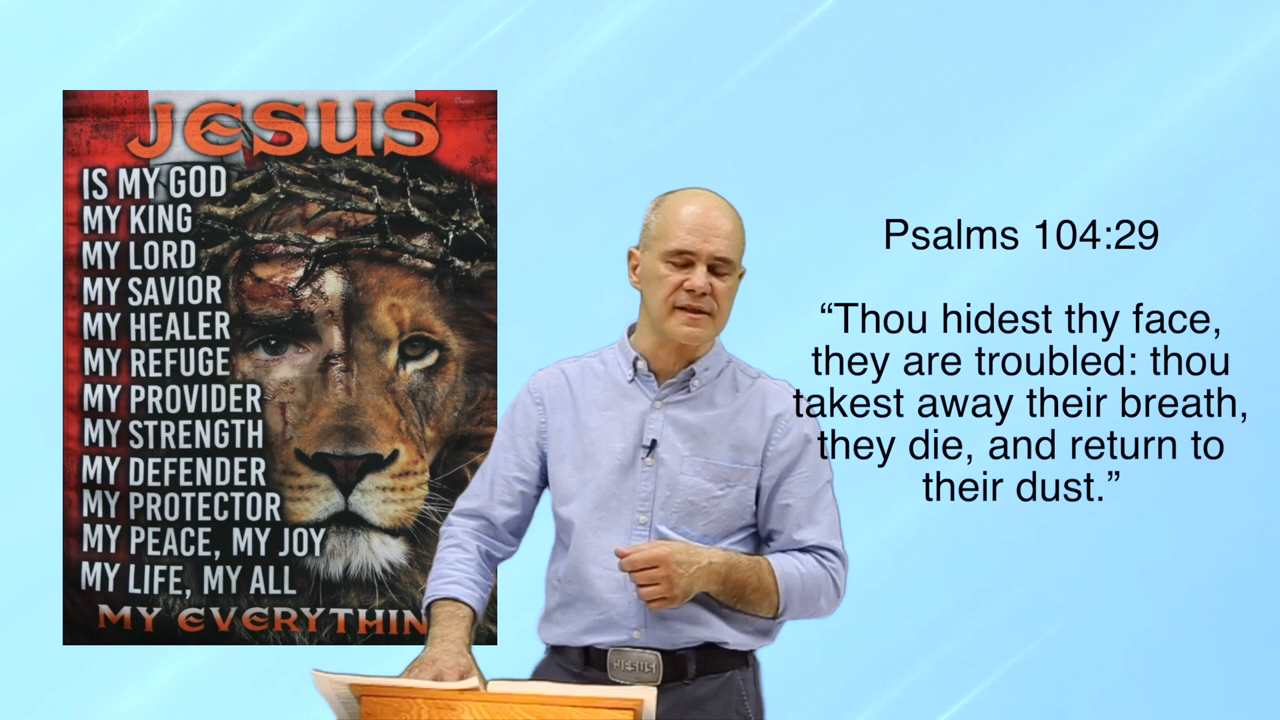 JESUS
IS MY GOD
MY KING
MY LORD
MY SAVIOR
MY HEALER
MY REFUGE
MY PROVIDER
MY STRENGTH
MY DEFENDER
MY PROTECTOR
MY PEACE, MY JOY
MY LIFE, MY ALL
MY EVERYTHIN
JESUS
Psalms 104:29
“Thou hidest thy face,
they are troubled: thou
takest away their breath,
they die, and return to
their dust.”